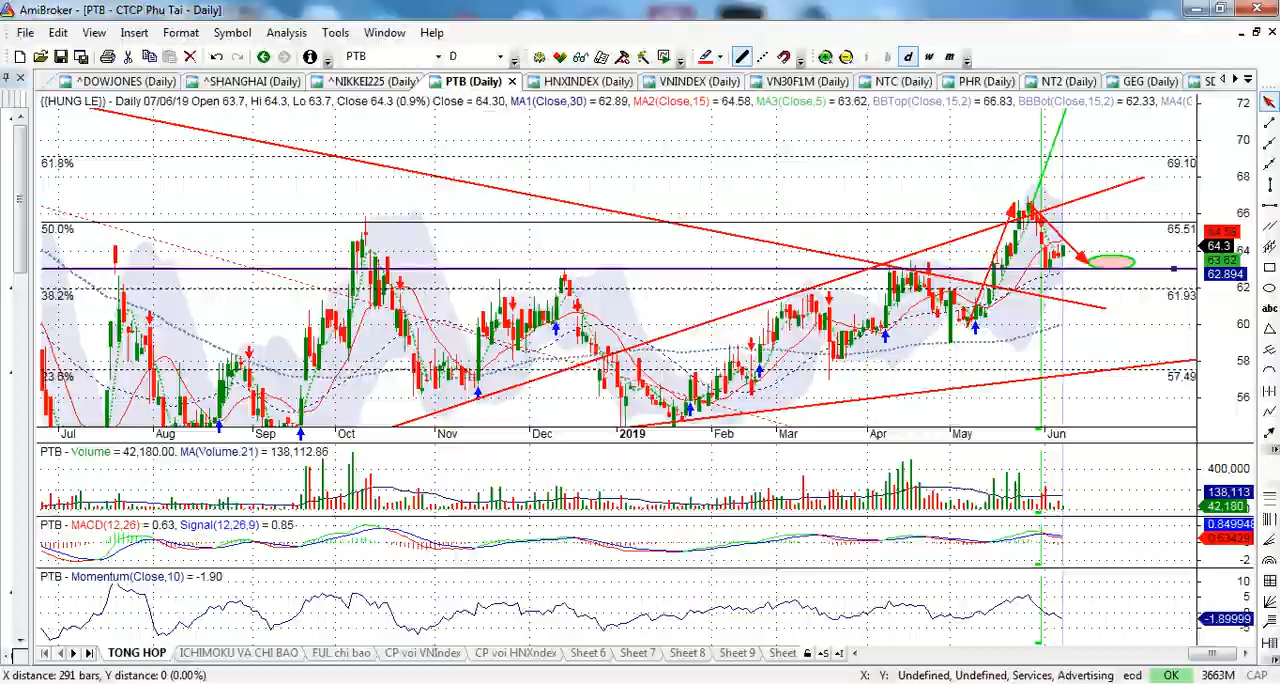 AmiBroker - [PTB - CTCP Phu Tai - Daily]
File Edit View Insert Format Symbol Analysis Tools Window Help
PTB D d w m
^DOWJONES (Daily) ^SHANGHAI (Daily) ^NIKKEI225 (Daily) PTB (Daily) HNXINDEX (Daily) VNINDEX (Daily) VN30F1M (Daily) NTC (Daily) PHR (Daily) NT2 (Daily) GEG (Daily)
{{HUNG LE}} - Daily 07/06/19 Open 63.7, Hi 64.3, Lo 63.7, Close 64.3 (0.9%) Close = 64.30, MA1(Close,30) = 62.89, MA2(Close,15) = 64.58, MA3(Close,5) = 63.62, BBTop(Close,15,2) = 66.83, BBBot(Close,15,2) = 62.33,
72
70
61.8% 69.10
68
66
50.0% 65.51
64.3
64
63.62
62.894
62
38.2% 61.93
60
58
23.6% 57.49
56
Jul Aug Sep Oct Nov Dec 2019 Feb Mar Apr May Jun
PTB - Volume = 42,180.00, MA(Volume.21) = 138,112.86
400,000
138,113
42,180
PTB - MACD(12,26) = 0.63, Signal(12,26,9) = 0.85
0.849948
0.63429
-2
PTB - Momentum(Close,10) = -1.90
10
5
-1.89999
TONG HOP ICHIMOKU VA CHI BAO FUL chi bao CP voi VNIndex CP voi HNXIndex Sheet 6 Sheet 7 Sheet 8 Sheet 9 Sheet
X distance: 291 bars, Y distance: 0 (0.00%) X: Y: Undefined, Undefined, Services, Advertising eod OK 3663M CAP
abc